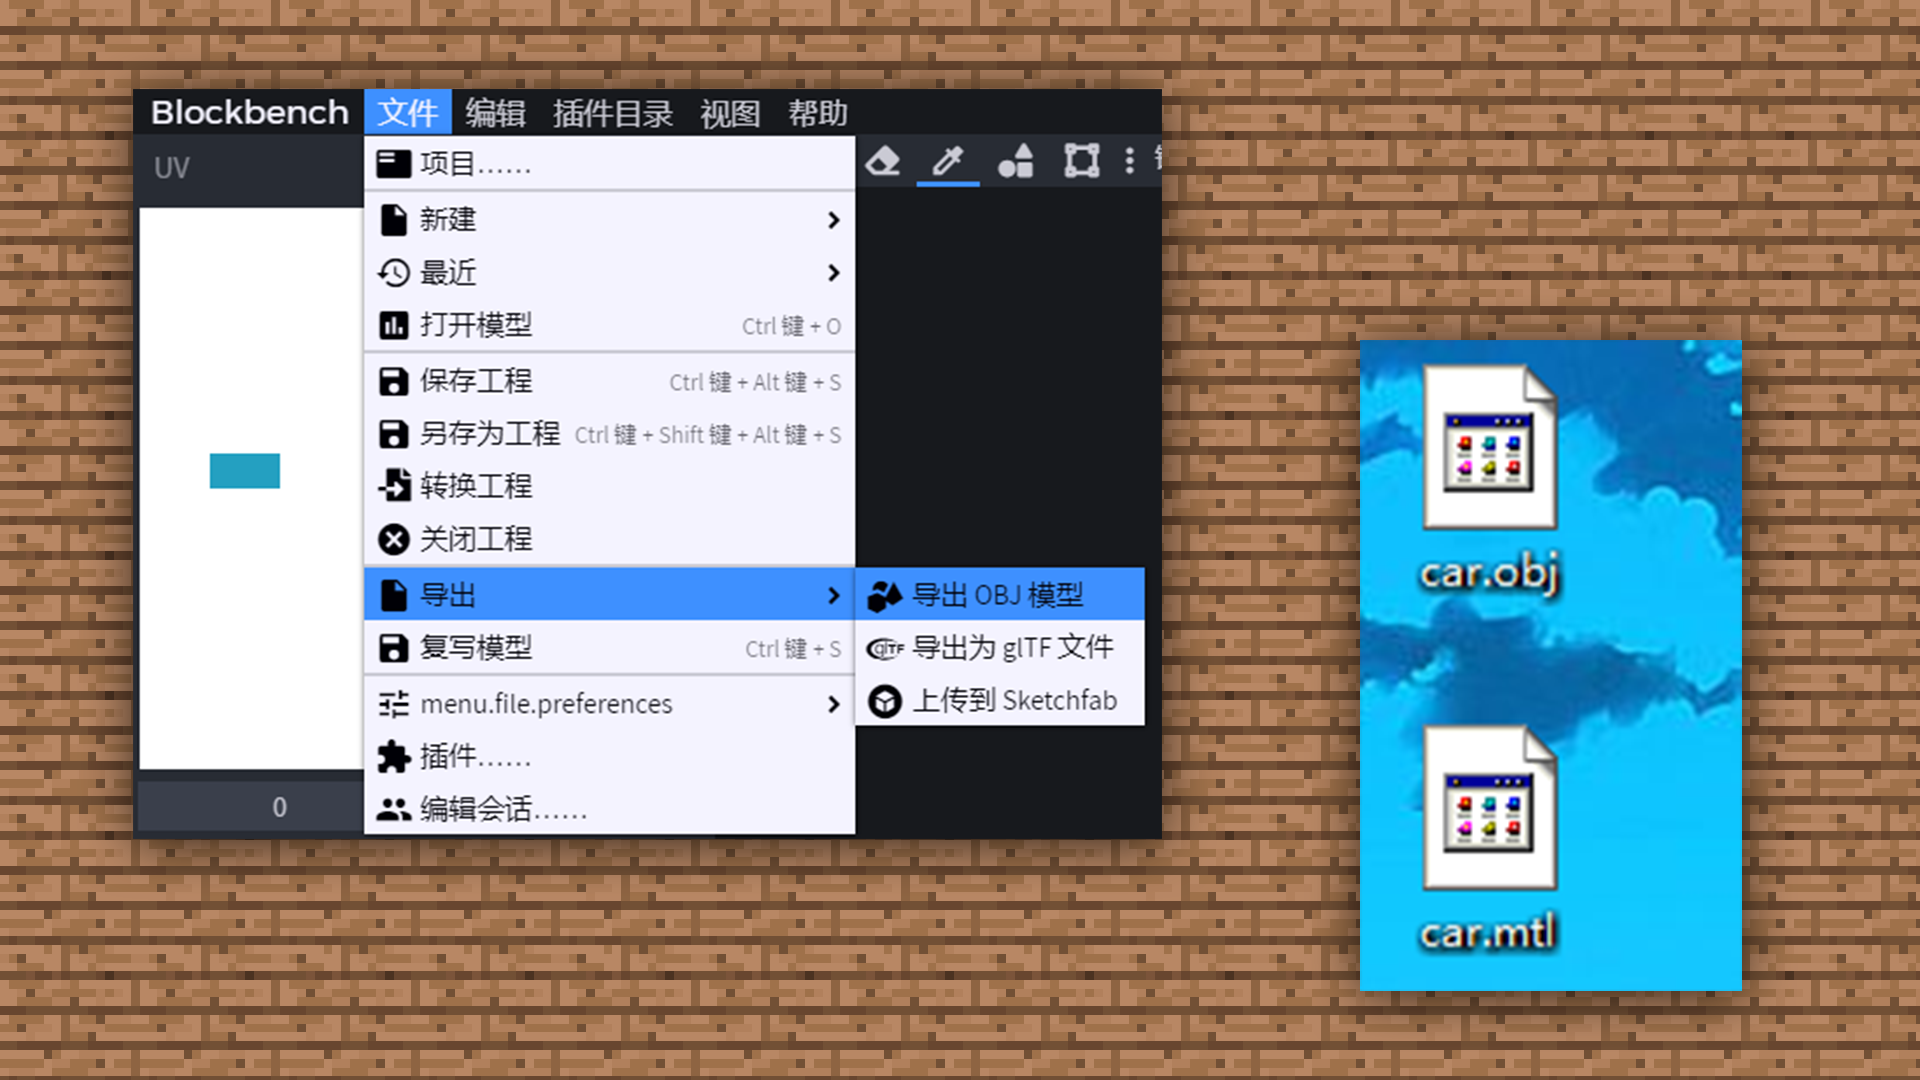 Blockbench 文件 编辑 插件目录 视图 帮助
UV
项目......
新建
最近
打开模型 Ctrl 键 + O
保存工程 Ctrl 键 + Alt 键 + S
另存为工程 Ctrl 键 + Shift 键 + Alt 键 + S
转换工程
关闭工程
导出
导出 OBJ 模型
复写模型 Ctrl 键 + S
glTF 导出为 glTF 文件
menu.file.preferences
上传到 Sketchfab
插件......
编辑会话......
0
car.obj
car.mtl